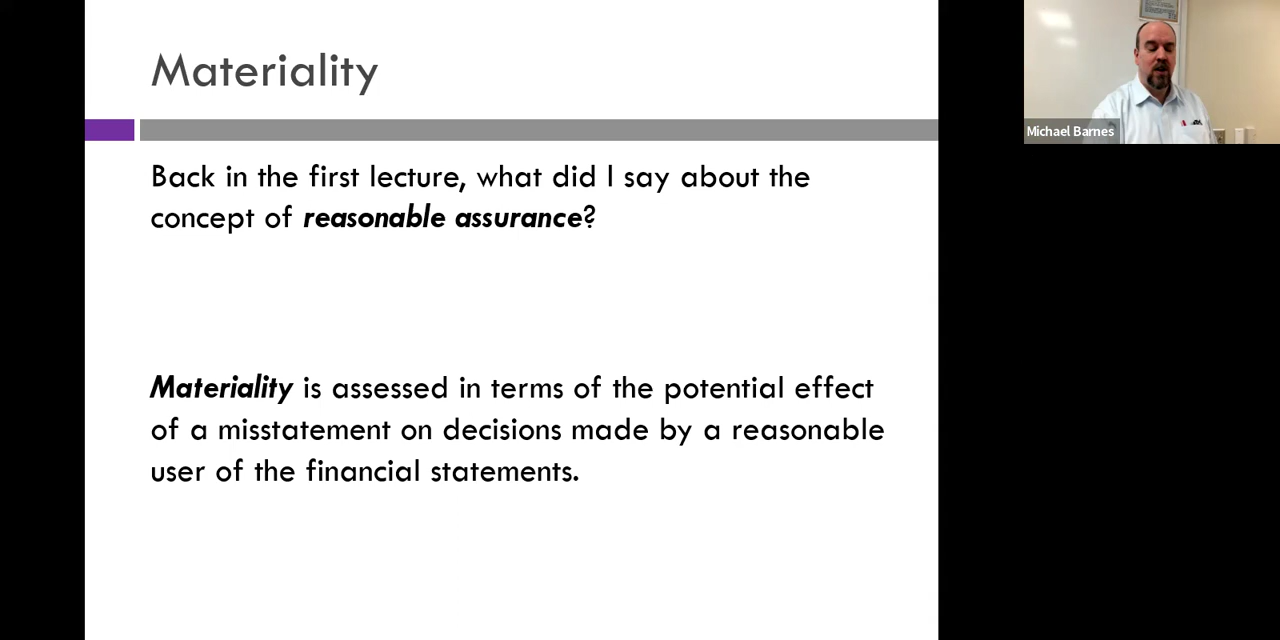 Materiality
Back in the first lecture, what did I say about the
concept of reasonable assurance?
Materiality is assessed in terms of the potential effect
of a misstatement on decisions made by a reasonable
user of the financial statements.
Michael Barnes